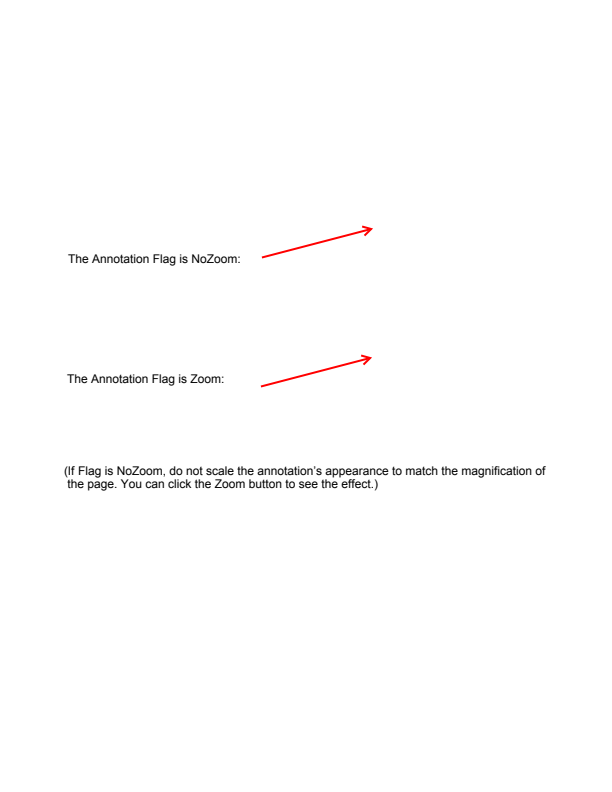 The Annotation Flag is NoZoom:
The Annotation Flag is Zoom:
(If Flag is NoZoom, do not scale the annotation’s appearance to match the magnification of
the page. You can click the Zoom button to see the effect.)